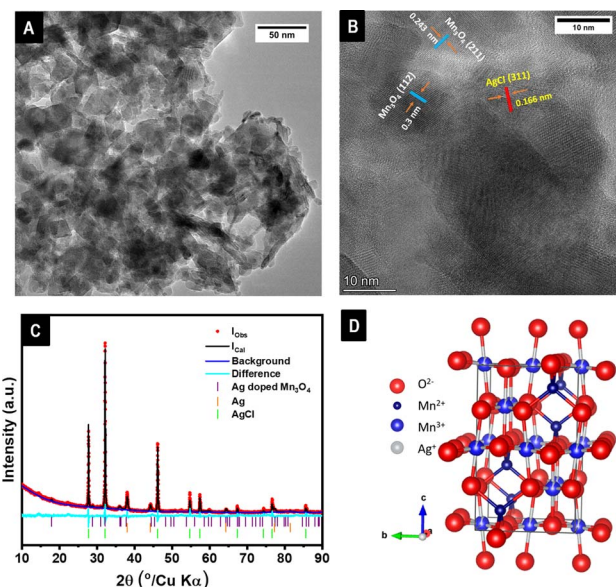 A
50 nm
B
10 nm
0.243 nm
Mn₃O₄ (211)
AgCl (311)
0.166 nm
Mn₃O₄ (112)
0.3 nm
10 nm
C
I_Obs
I_Cal
Background
Difference
Ag doped Mn₃O₄
Ag
AgCl
Intensity (a.u.)
10 20 30 40 50 60 70 80 90
2θ (°/Cu Kα)
D
O²⁻
Mn²⁺
Mn³⁺
Ag⁺
c
b